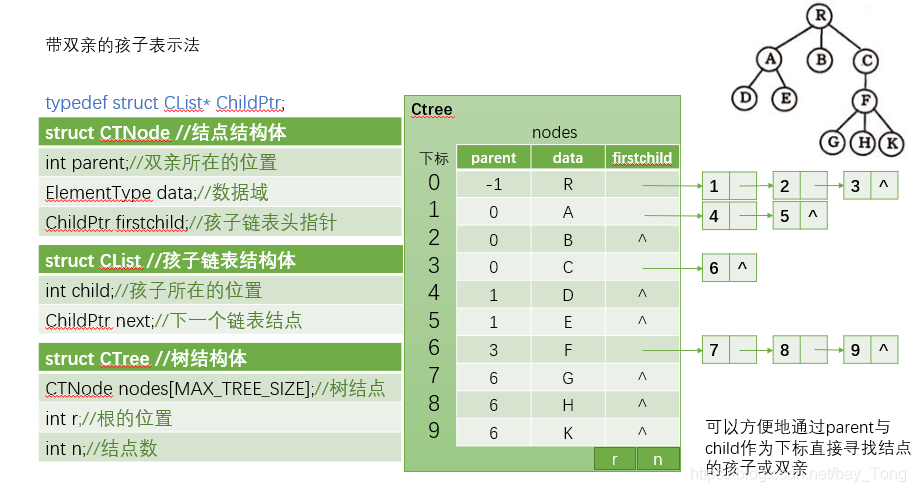 带双亲的孩子表示法
typedef struct CList* ChildPtr;
struct CTNode //结点结构体
int parent;//双亲所在的位置
ElementType data;//数据域
ChildPtr firstchild;//孩子链表头指针
struct CList //孩子链表结构体
int child;//孩子所在的位置
ChildPtr next;//下一个链表结点
struct CTree //树结构体
CTNode nodes[MAX_TREE_SIZE];//树结点
int r;//根的位置
int n;//结点数
Ctree
nodes
下标 parent data firstchild
0 -1 R 1 2 3 ^
1 0 A 4 5 ^
2 0 B ^
3 0 C 6 ^
4 1 D ^
5 1 E ^
6 3 F 7 8 9 ^
7 6 G ^
8 6 H ^
9 6 K ^
r n
R
A B C
D E F
G H K
可以方便地通过parent与
child作为下标直接寻找结点
的孩子或双亲
https://blog.csdn.net/bay_Tong